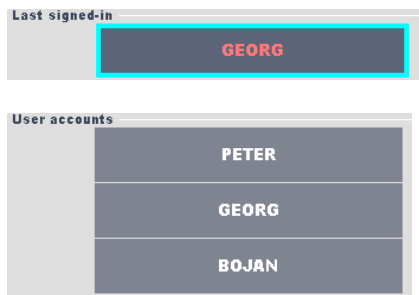 Last signed-in
GEORG
User accounts
PETER
GEORG
BOJAN